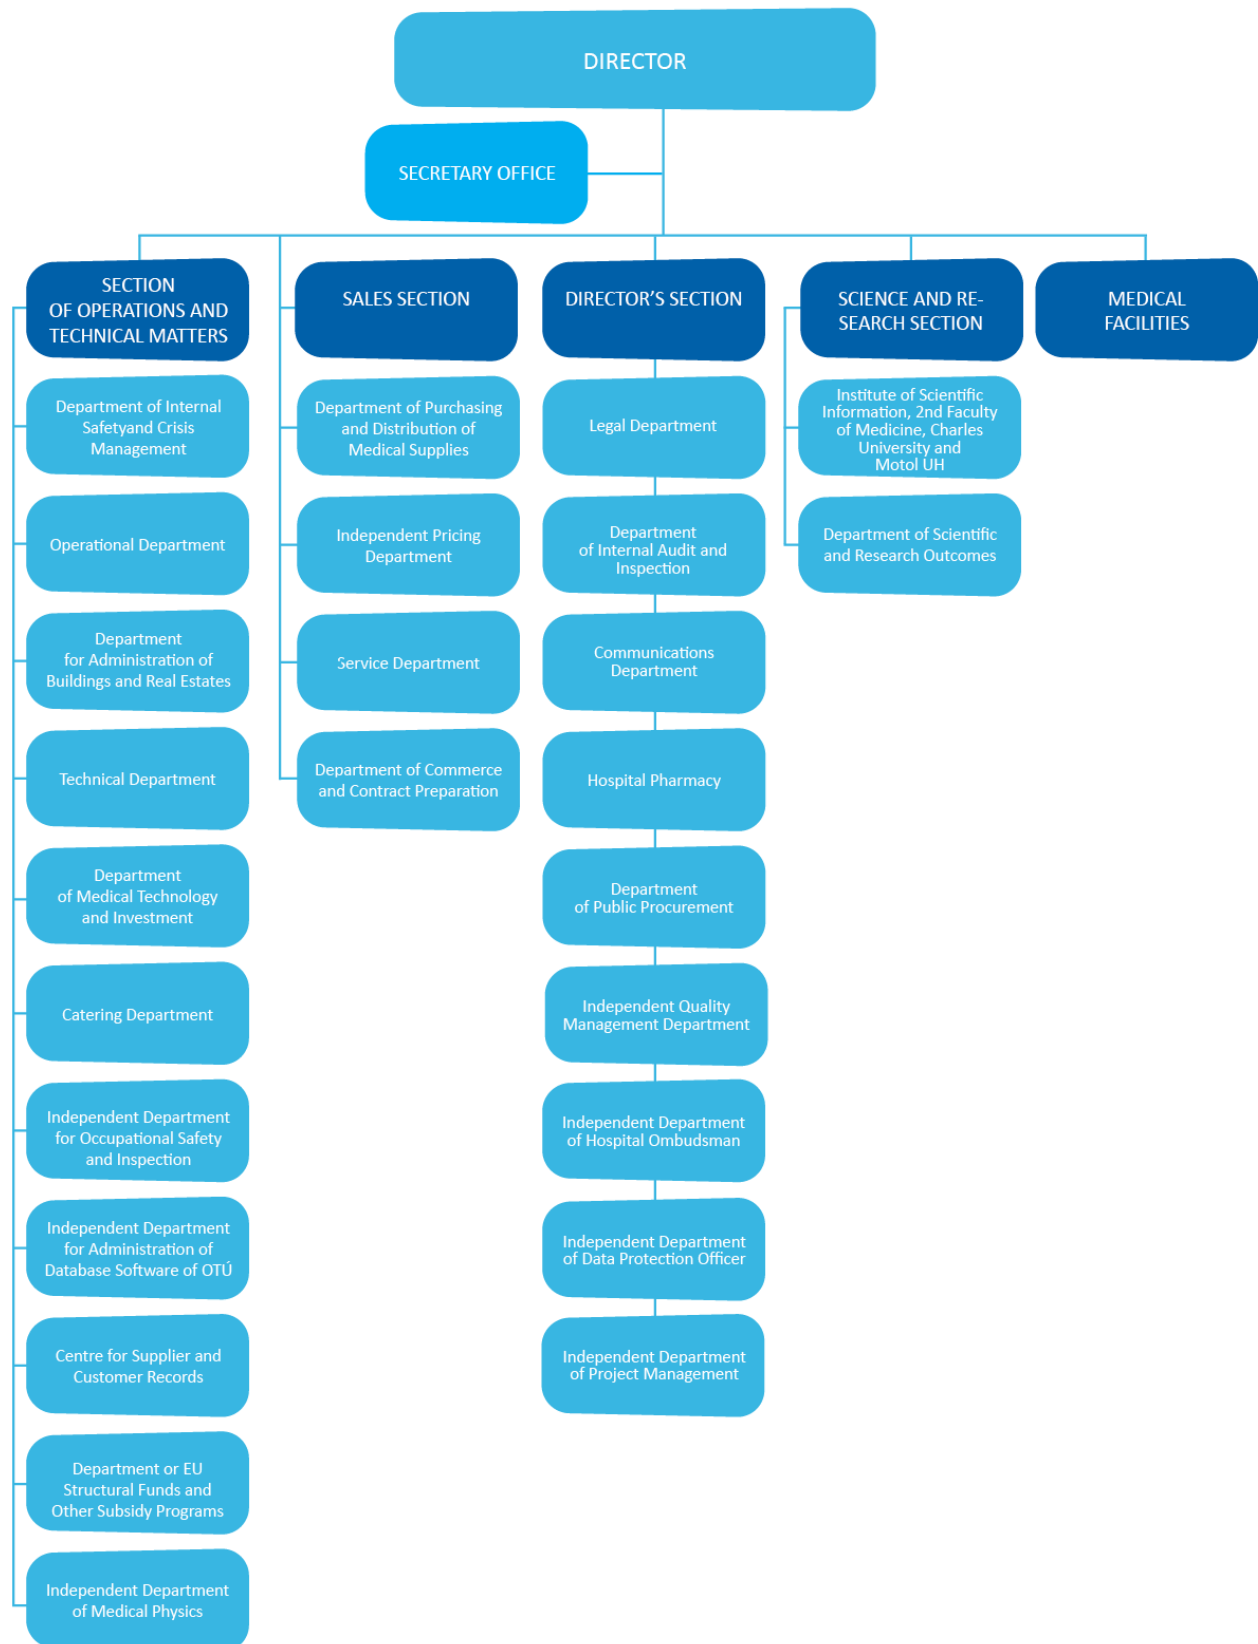 DIRECTOR
SECRETARY OFFICE
SECTION
OF OPERATIONS AND
TECHNICAL MATTERS
Department of Internal
Safetyand Crisis
Management
Operational Department
Department
for Administration of
Buildings and Real Estates
Technical Department
Department
of Medical Technology
and Investment
Catering Department
Independent Department
for Occupational Safety
and Inspection
Independent Department
for Administration of
Database Software of OTÚ
Centre for Supplier and
Customer Records
Department or EU
Structural Funds and
Other Subsidy Programs
Independent Department
of Medical Physics
SALES SECTION
Department of Purchasing
and Distribution of
Medical Supplies
Independent Pricing
Department
Service Department
Department of Commerce
and Contract Preparation
DIRECTOR’S SECTION
Legal Department
Department
of Internal Audit and
Inspection
Communications
Department
Hospital Pharmacy
Department
of Public Procurement
Independent Quality
Management Department
Independent Department
of Hospital Ombudsman
Independent Department
of Data Protection Officer
Independent Department
of Project Management
SCIENCE AND RE-
SEARCH SECTION
Institute of Scientific
Information, 2nd Faculty
of Medicine, Charles
University and
Motol UH
Department of Scientific
and Research Outcomes
MEDICAL
FACILITIES